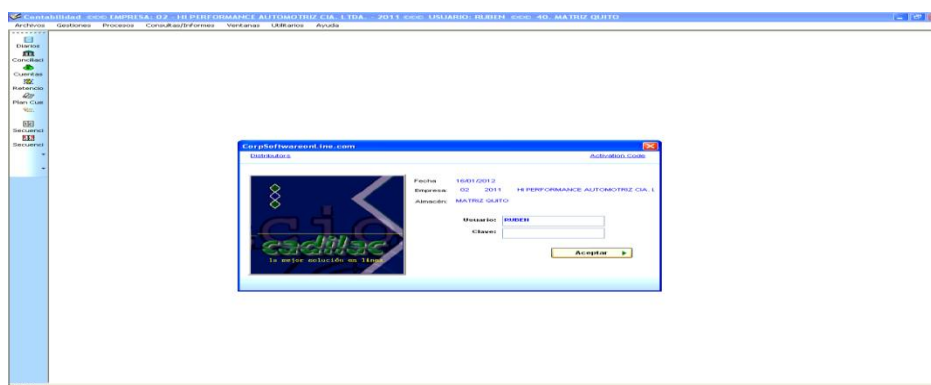 Contabilidad <<< EMPRESA: 02 - HI PERFORMANCE AUTOMOTRIZ CIA. LTDA. - 2011 <<< USUARIO: RUBEN <<< 40. MATRIZ QUITO
Archivos Gestiones Procesos Consultas/Informes Ventanas Utilitarios Ayuda
Diarios
Conciliaci
Cuentas
Retencio
Plan Cue
Secuenci
Secuenci
CorpSoftwareonLine.com
Distributors Activation Code
Fecha 16/01/2012
Empresa 02 2011 HI PERFORMANCE AUTOMOTRIZ CIA. L
Almacén MATRIZ QUITO
Usuario: RUBEN
Clave:
Aceptar
cadilac
la mejor solución en línea